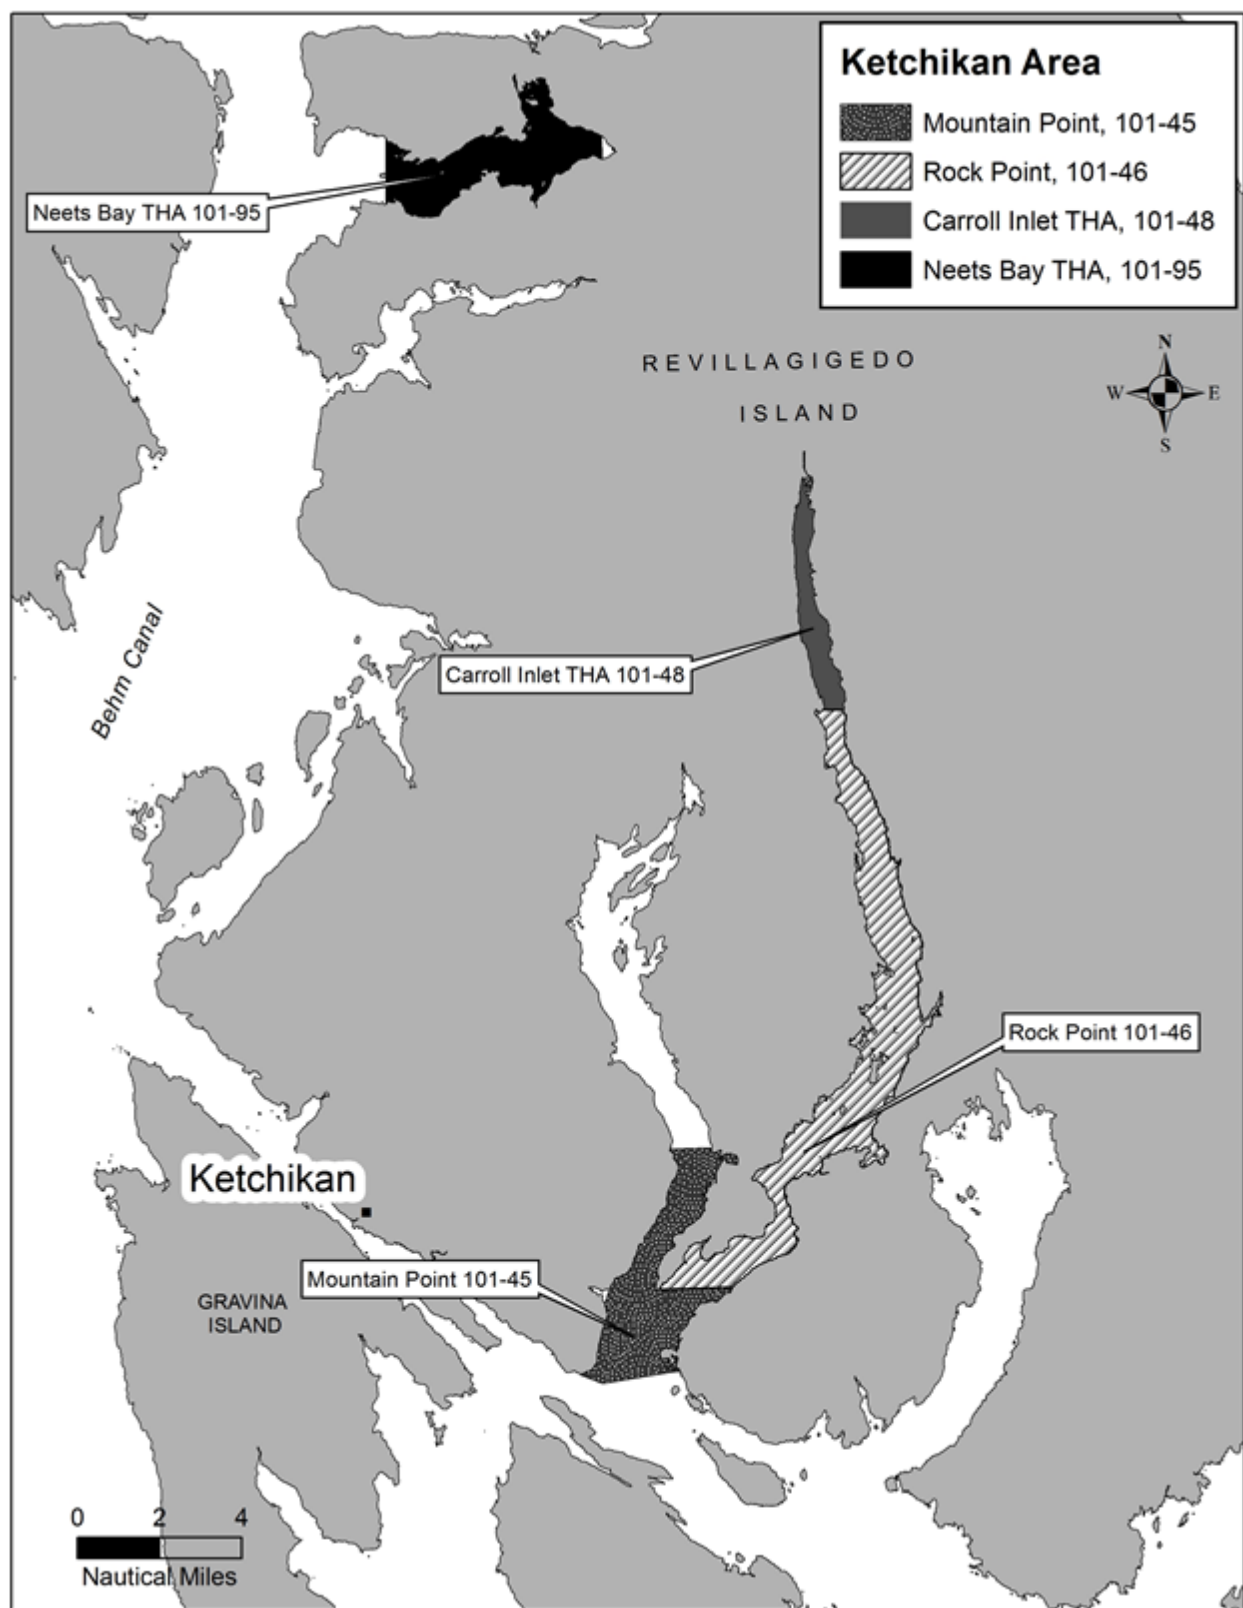 Ketchikan Area
Mountain Point, 101-45
Rock Point, 101-46
Carroll Inlet THA, 101-48
Neets Bay THA, 101-95
Neets Bay THA 101-95
REVILLAGIGEDO
ISLAND
N
W E
S
Behm Canal
Carroll Inlet THA 101-48
Rock Point 101-46
Ketchikan
Mountain Point 101-45
GRAVINA
ISLAND
0 2 4
Nautical Miles